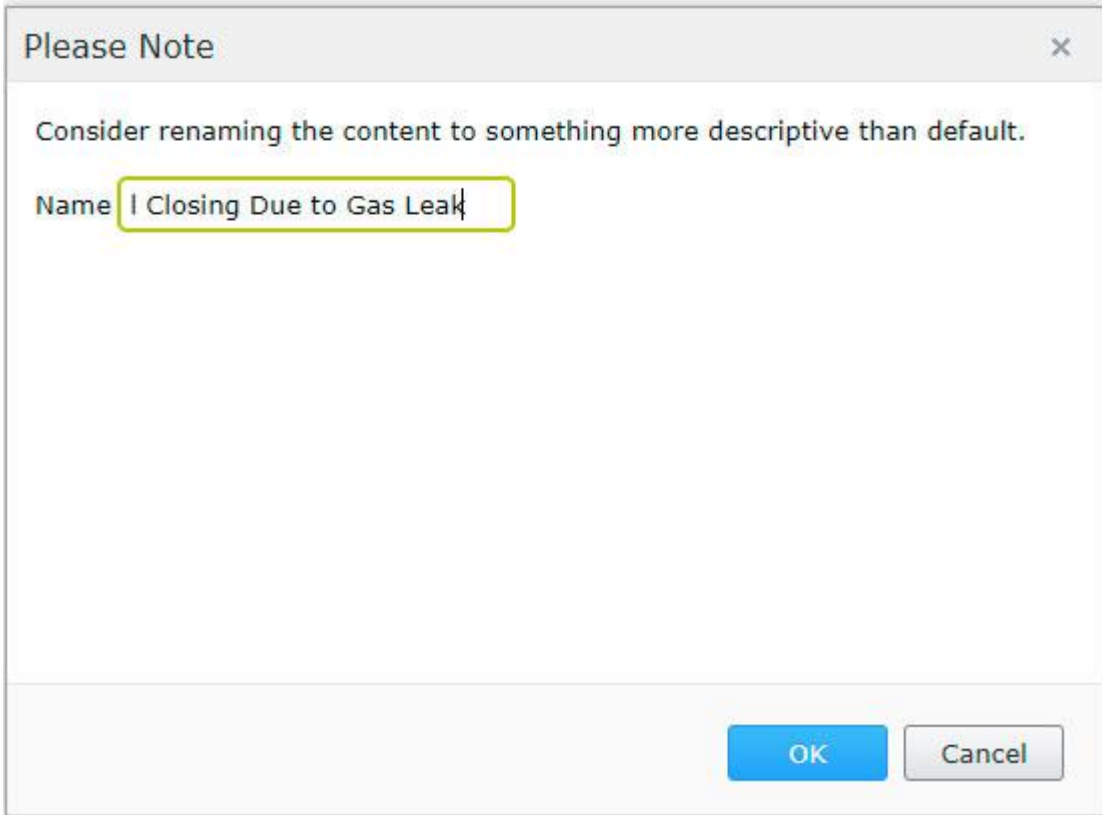 Please Note
Consider renaming the content to something more descriptive than default.
Name l Closing Due to Gas Leak
OK Cancel